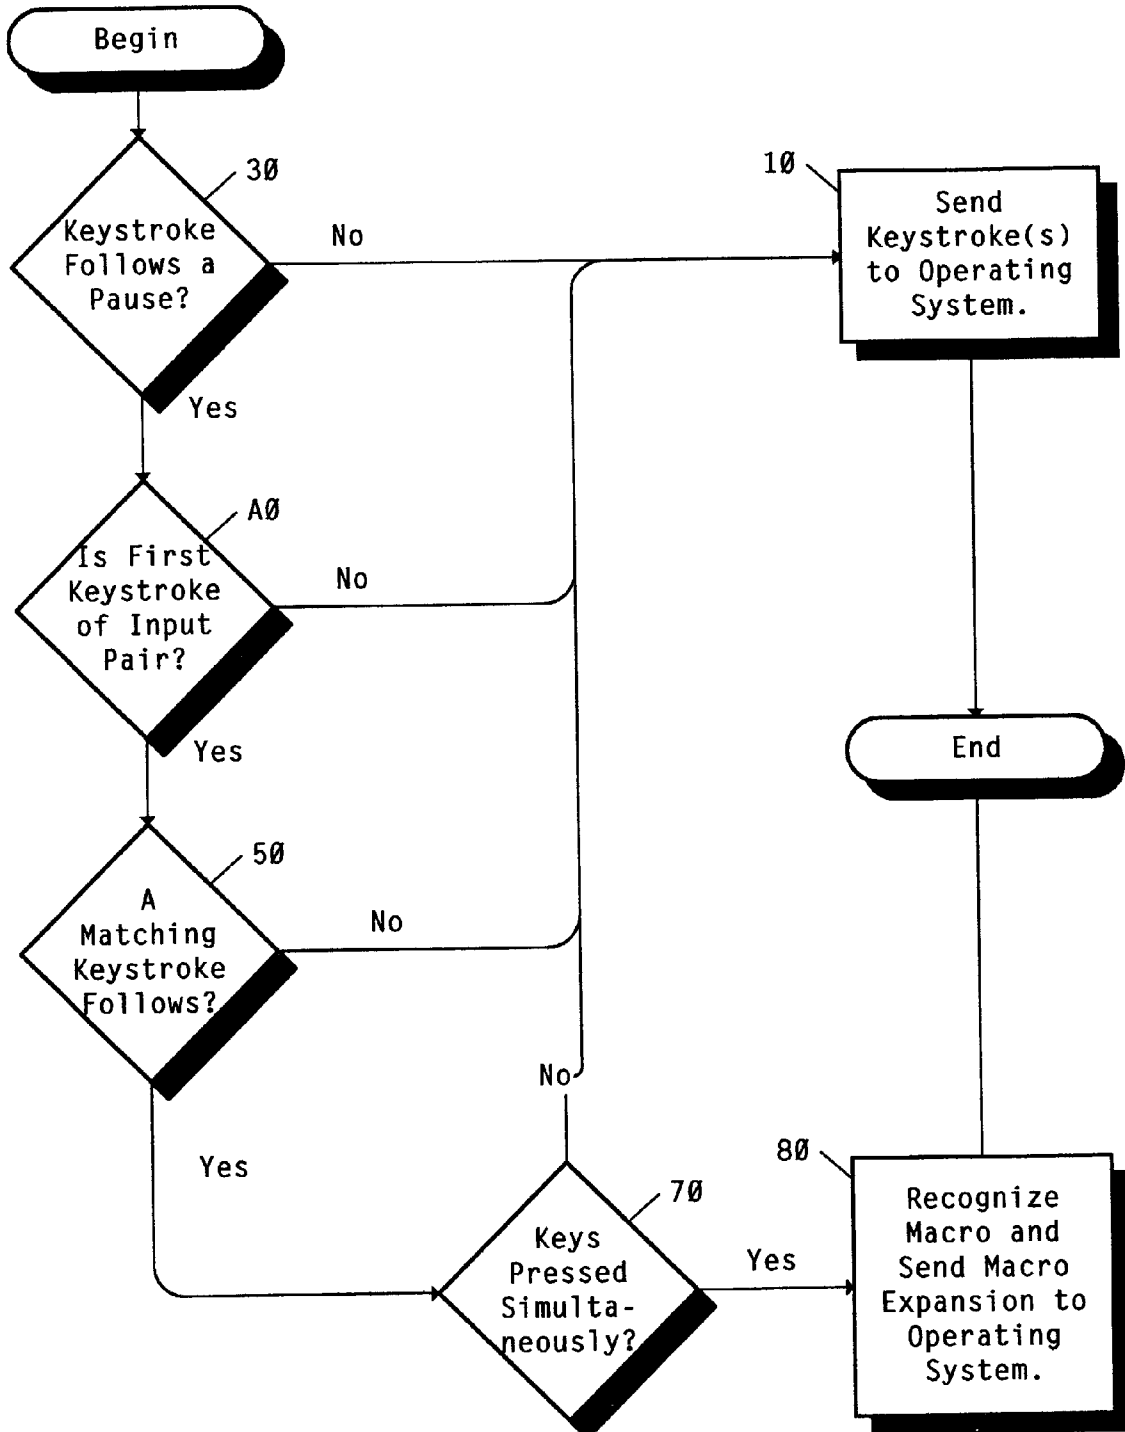 Begin
30
Keystroke
Follows a
Pause?
No
Yes
10
Send
Keystroke(s)
to Operating
System.
A0
Is First
Keystroke
of Input
Pair?
No
Yes
End
50
A
Matching
Keystroke
Follows?
No
Yes
No
70
Keys
Pressed
Simulta-
neously?
Yes
80
Recognize
Macro and
Send Macro
Expansion to
Operating
System.